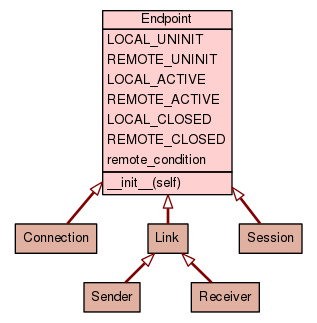 Endpoint
LOCAL_UNINIT
REMOTE_UNINIT
LOCAL_ACTIVE
REMOTE_ACTIVE
LOCAL_CLOSED
REMOTE_CLOSED
remote_condition
__init__(self)
Connection
Link
Session
Sender
Receiver